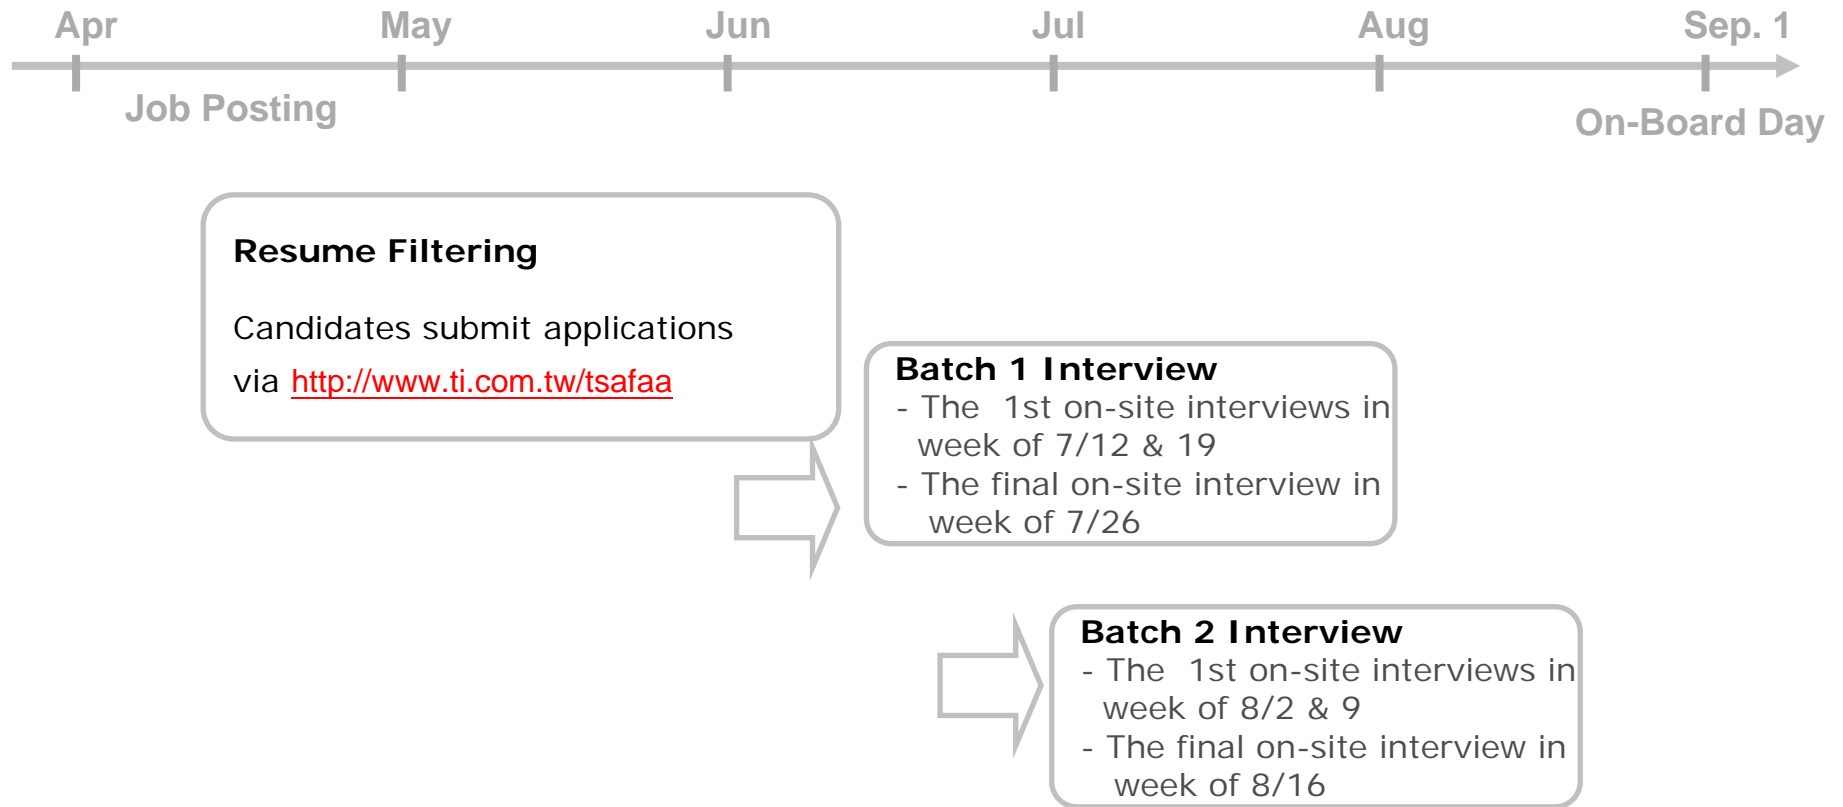 Apr May Jun Jul Aug Sep. 1
Job Posting
On-Board Day
Resume Filtering
Candidates submit applications
via http://www.ti.com.tw/tsafaa
Batch 1 Interview
- The 1st on-site interviews in
week of 7/12 & 19
- The final on-site interview in
week of 7/26
Batch 2 Interview
- The 1st on-site interviews in
week of 8/2 & 9
- The final on-site interview in
week of 8/16